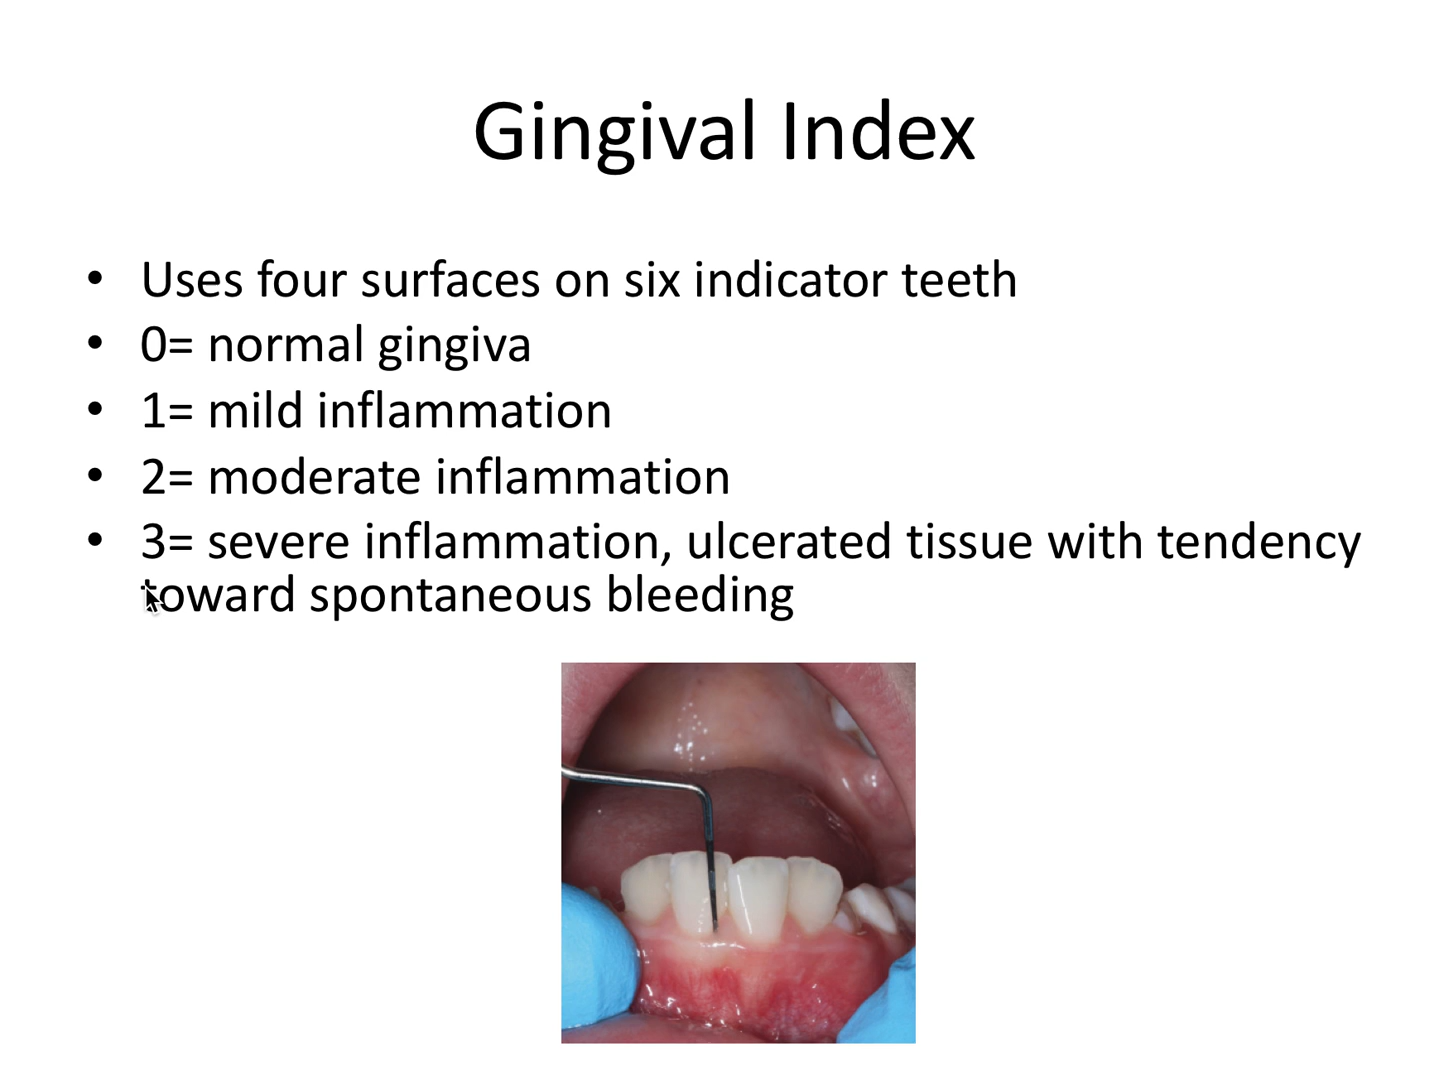 Gingival Index
• Uses four surfaces on six indicator teeth
• 0= normal gingiva
• 1= mild inflammation
• 2= moderate inflammation
• 3= severe inflammation, ulcerated tissue with tendency
toward spontaneous bleeding